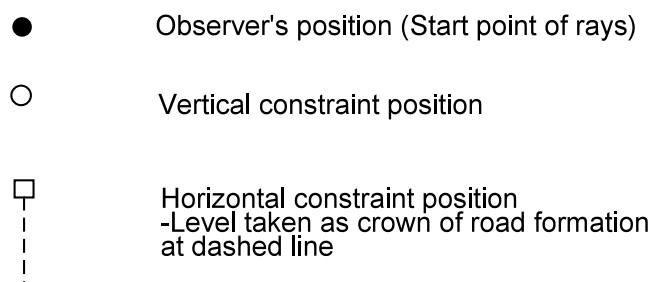 Observer's position (Start point of rays)
Vertical constraint position
Horizontal constraint position
-Level taken as crown of road formation
at dashed line